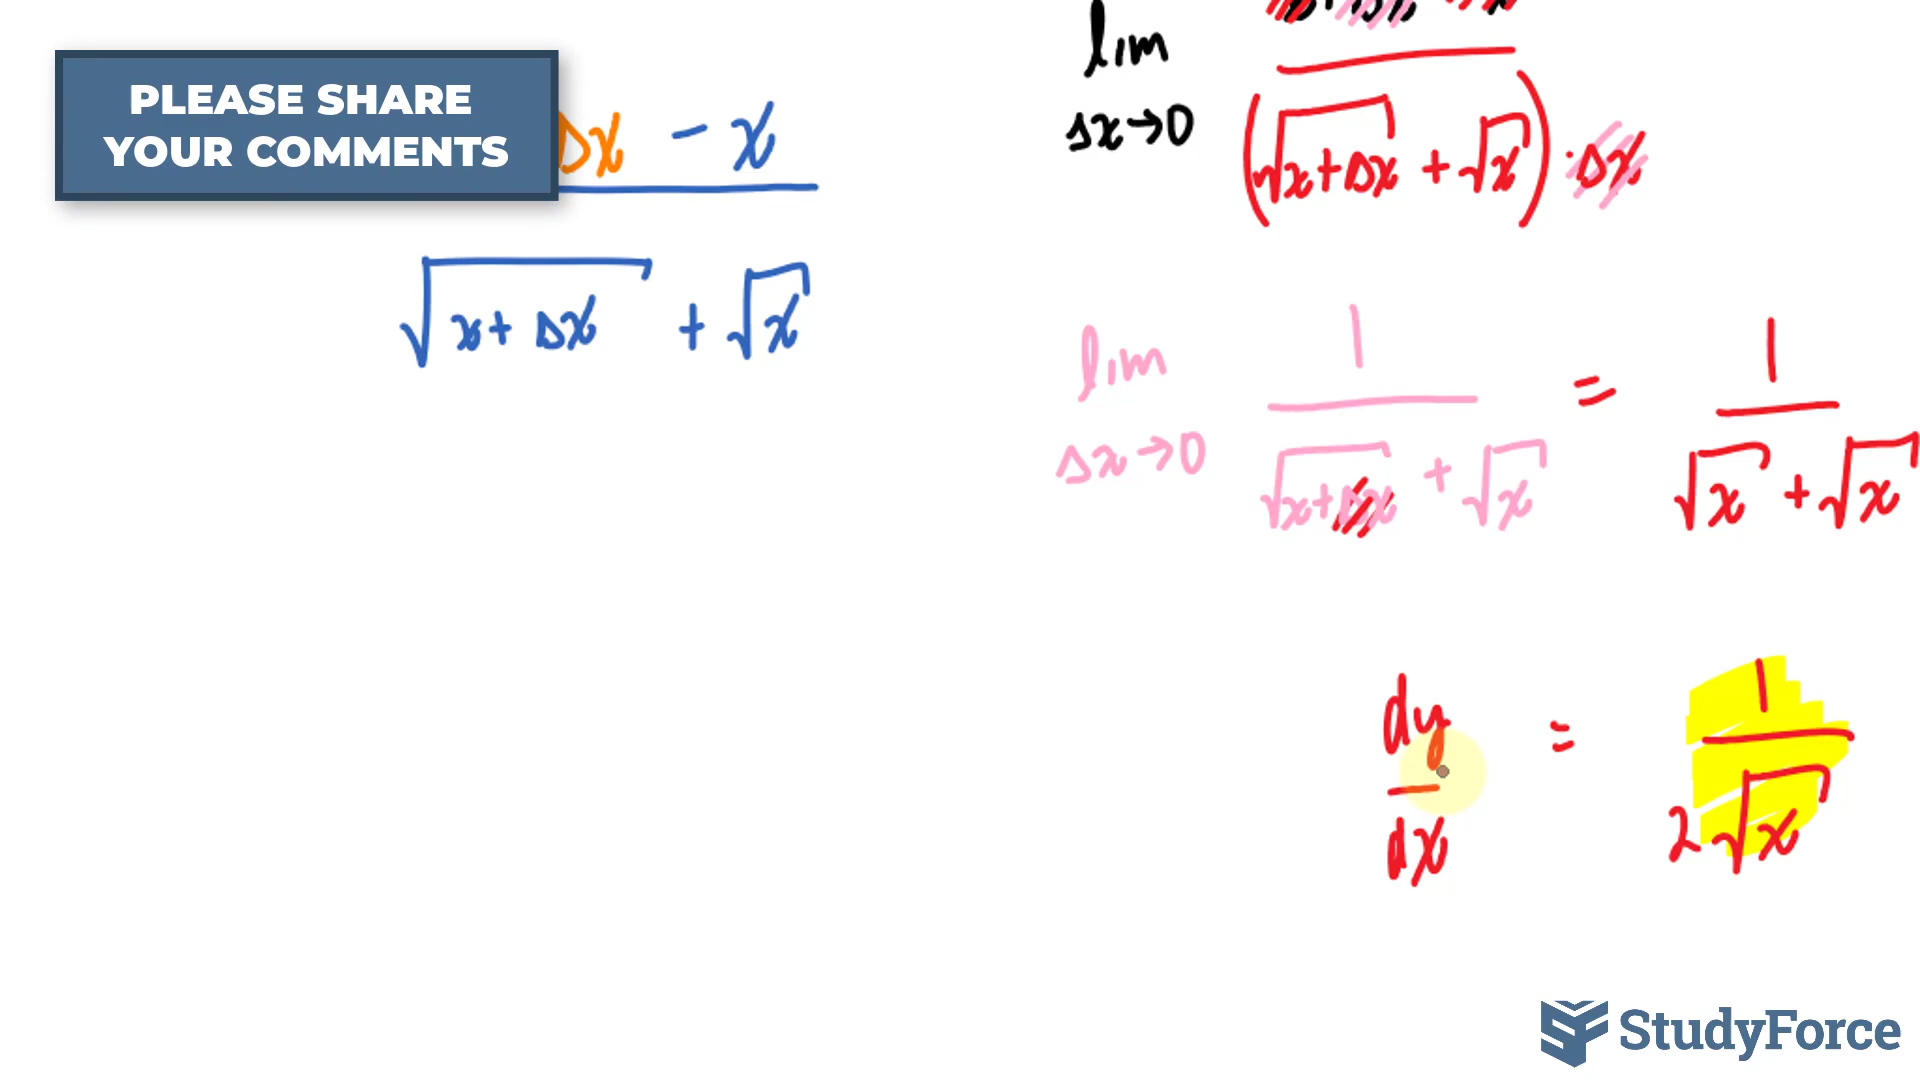 PLEASE SHARE
YOUR COMMENTS
Δx - x
√x + Δx + √x
lim
Δx→0
(√x+Δx + √x) · Δx
lim 1 = 1
Δx→0 √x+Δx + √x √x + √x
dy = 1
dx 2√x
StudyForce